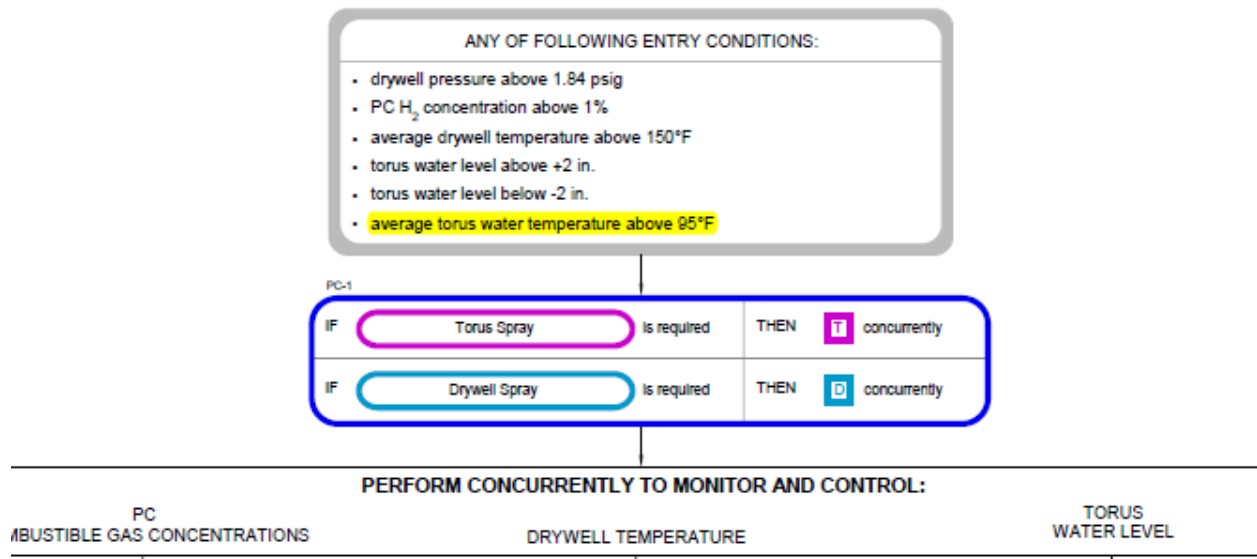 ANY OF FOLLOWING ENTRY CONDITIONS:
• drywell pressure above 1.84 psig
• PC H2 concentration above 1%
• average drywell temperature above 150°F
• torus water level above +2 in.
• torus water level below -2 in.
• average torus water temperature above 95°F
PC-1
IF Torus Spray is required THEN T concurrently
IF Drywell Spray is required THEN D concurrently
PERFORM CONCURRENTLY TO MONITOR AND CONTROL:
PC
MBUSTIBLE GAS CONCENTRATIONS
DRYWELL TEMPERATURE
TORUS
WATER LEVEL